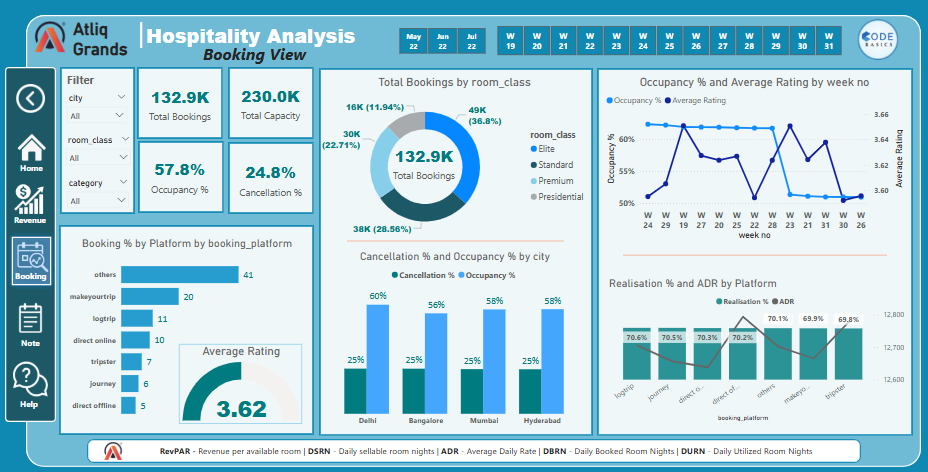 Atliq
Grands
Hospitality Analysis
Booking View
May
22
Jun
22
Jul
22
W
19
W
20
W
21
W
22
W
23
W
24
W
25
W
26
W
27
W
28
W
29
W
30
W
31
CODE
BASICS
Home
Revenue
Booking
Note
Help
Filter
city
All
room_class
All
category
All
132.9K
Total Bookings
230.0K
Total Capacity
57.8%
Occupancy %
24.8%
Cancellation %
Booking % by Platform by booking_platform
others 41
makeyourtrip 20
logtrip 11
direct online 10
tripster 7
journey 6
direct offline 5
Average Rating
3.62
Total Bookings by room_class
16K (11.94%)
49K
(36.8%)
30K
(22.71%)
38K (28.56%)
132.9K
Total Bookings
room_class
Elite
Standard
Premium
Presidential
Cancellation % and Occupancy % by city
Cancellation % Occupancy %
25% 60% 25% 56% 25% 58% 25% 58%
Delhi Bangalore Mumbai Hyderabad
Occupancy % and Average Rating by week no
Occupancy % Average Rating
Occupancy %
60%
55%
50%
3.66
3.64
3.62
3.60
Average Rating
W W W W W W W W W W W W W
24 29 19 27 20 25 22 28 23 21 31 30 26
week no
Realisation % and ADR by Platform
Realisation % ADR
70.6% 70.5% 70.3% 70.2% 70.1% 69.9% 69.8%
12,800
12,700
12,600
logtrip journey direct o... direct of... others makeyo... tripster
booking_platform
RevPAR - Revenue per available room | DSRN - Daily sellable room nights | ADR - Average Daily Rate | DBRN - Daily Booked Room Nights | DURN - Daily Utilized Room Nights